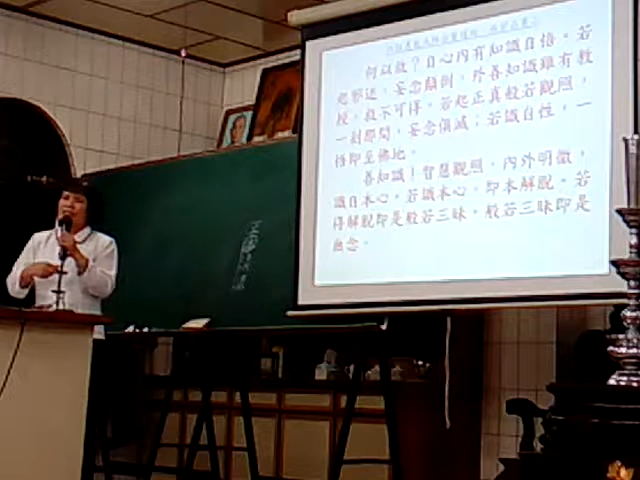 何以故？自心內有知識自悟。若
起邪迷，妄念顛倒，外善知識雖有教
授，救不可得。若起正真般若觀照，
一剎那間，妄念俱滅；若識自性，一
悟即至佛地。
善知識！智慧觀照，內外明徹，
識自本心。若識本心，即本解脫。若
得解脫即是般若三昧，般若三昧即是
無念。